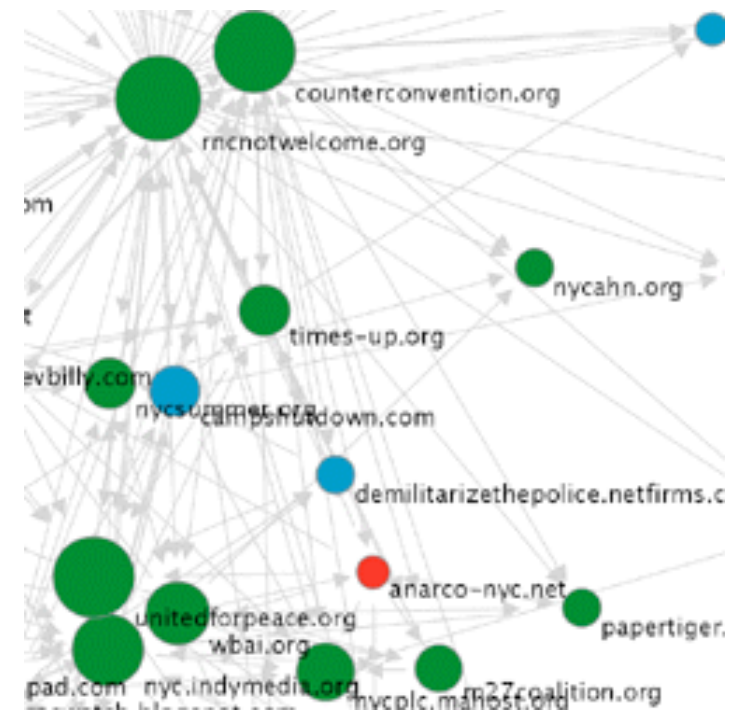 counterconvention.org
rncnotwelcome.org
om
nycahn.org
times-up.org
evbilly.com
nycsummer.org
campshutdown.com
demilitarizethepolice.netfirms.c
anarco-nyc.net
unitedforpeace.org
papertiger.
wbai.org
pad.com
nyc.indymedia.org
m27coalition.org
nycplc.mahost.org